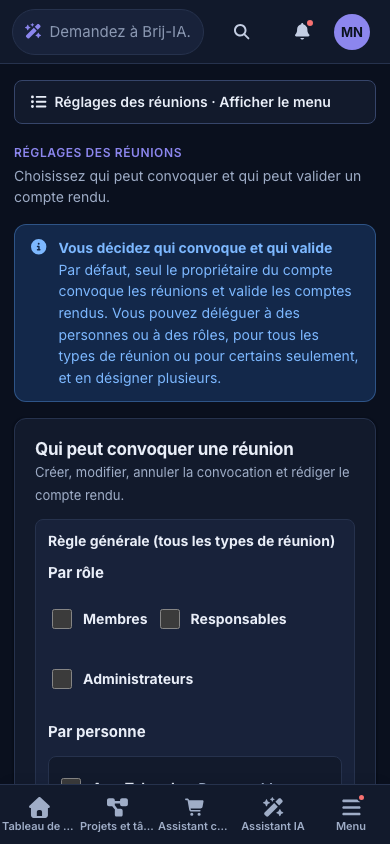 Demandez à Brij-IA.
MN
Réglages des réunions · Afficher le menu
RÉGLAGES DES RÉUNIONS
Choisissez qui peut convoquer et qui peut valider un
compte rendu.
Vous décidez qui convoque et qui valide
Par défaut, seul le propriétaire du compte
convoque les réunions et valide les comptes
rendus. Vous pouvez déléguer à des
personnes ou à des rôles, pour tous les
types de réunion ou pour certains seulement,
et en désigner plusieurs.
Qui peut convoquer une réunion
Créer, modifier, annuler la convocation et rédiger le
compte rendu.
Règle générale (tous les types de réunion)
Par rôle
Membres Responsables
Administrateurs
Par personne
Tableau de ... Projets et tâ... Assistant c... Assistant IA Menu